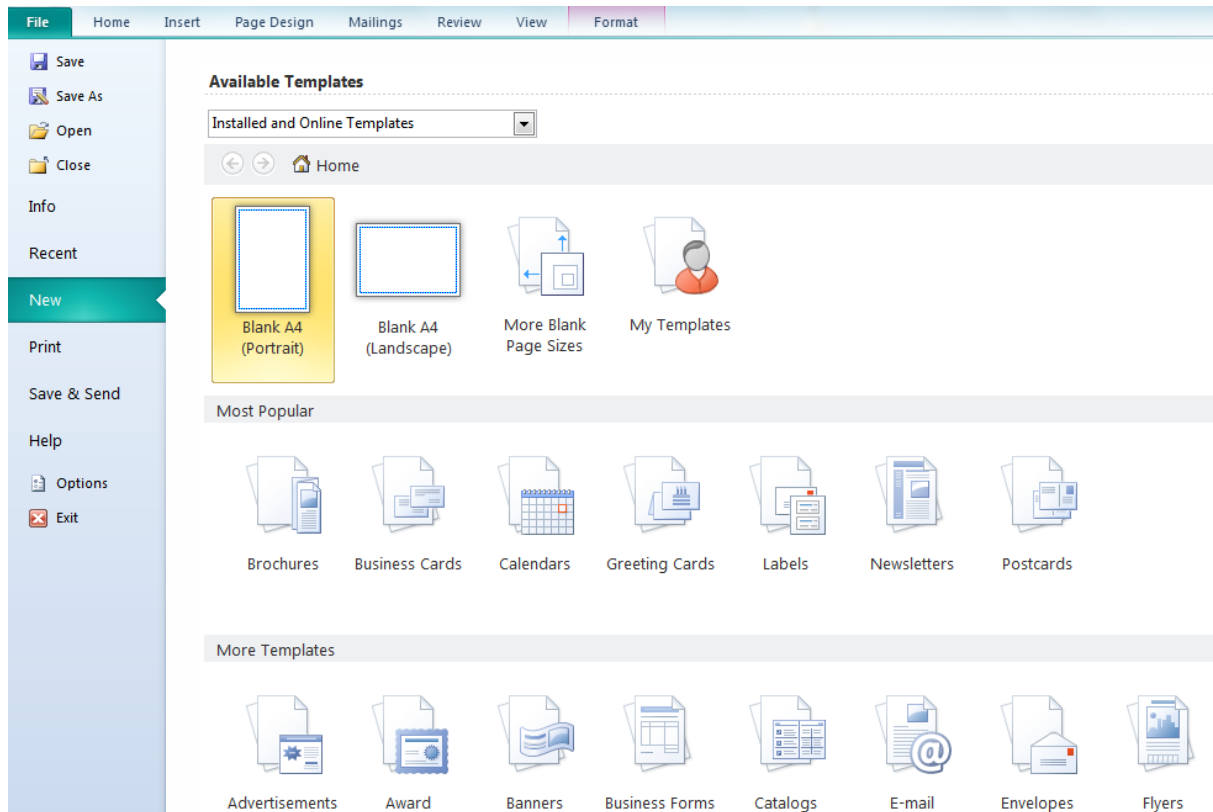 File Home Insert Page Design Mailings Review View Format
Save
Save As
Open
Close
Info
Recent
New
Print
Save & Send
Help
Options
Exit
Available Templates
Installed and Online Templates
Home
Blank A4
(Portrait)
Blank A4
(Landscape)
More Blank
Page Sizes
My Templates
Most Popular
Brochures Business Cards Calendars Greeting Cards Labels Newsletters Postcards
More Templates
Advertisements Award Banners Business Forms Catalogs E-mail Envelopes Flyers